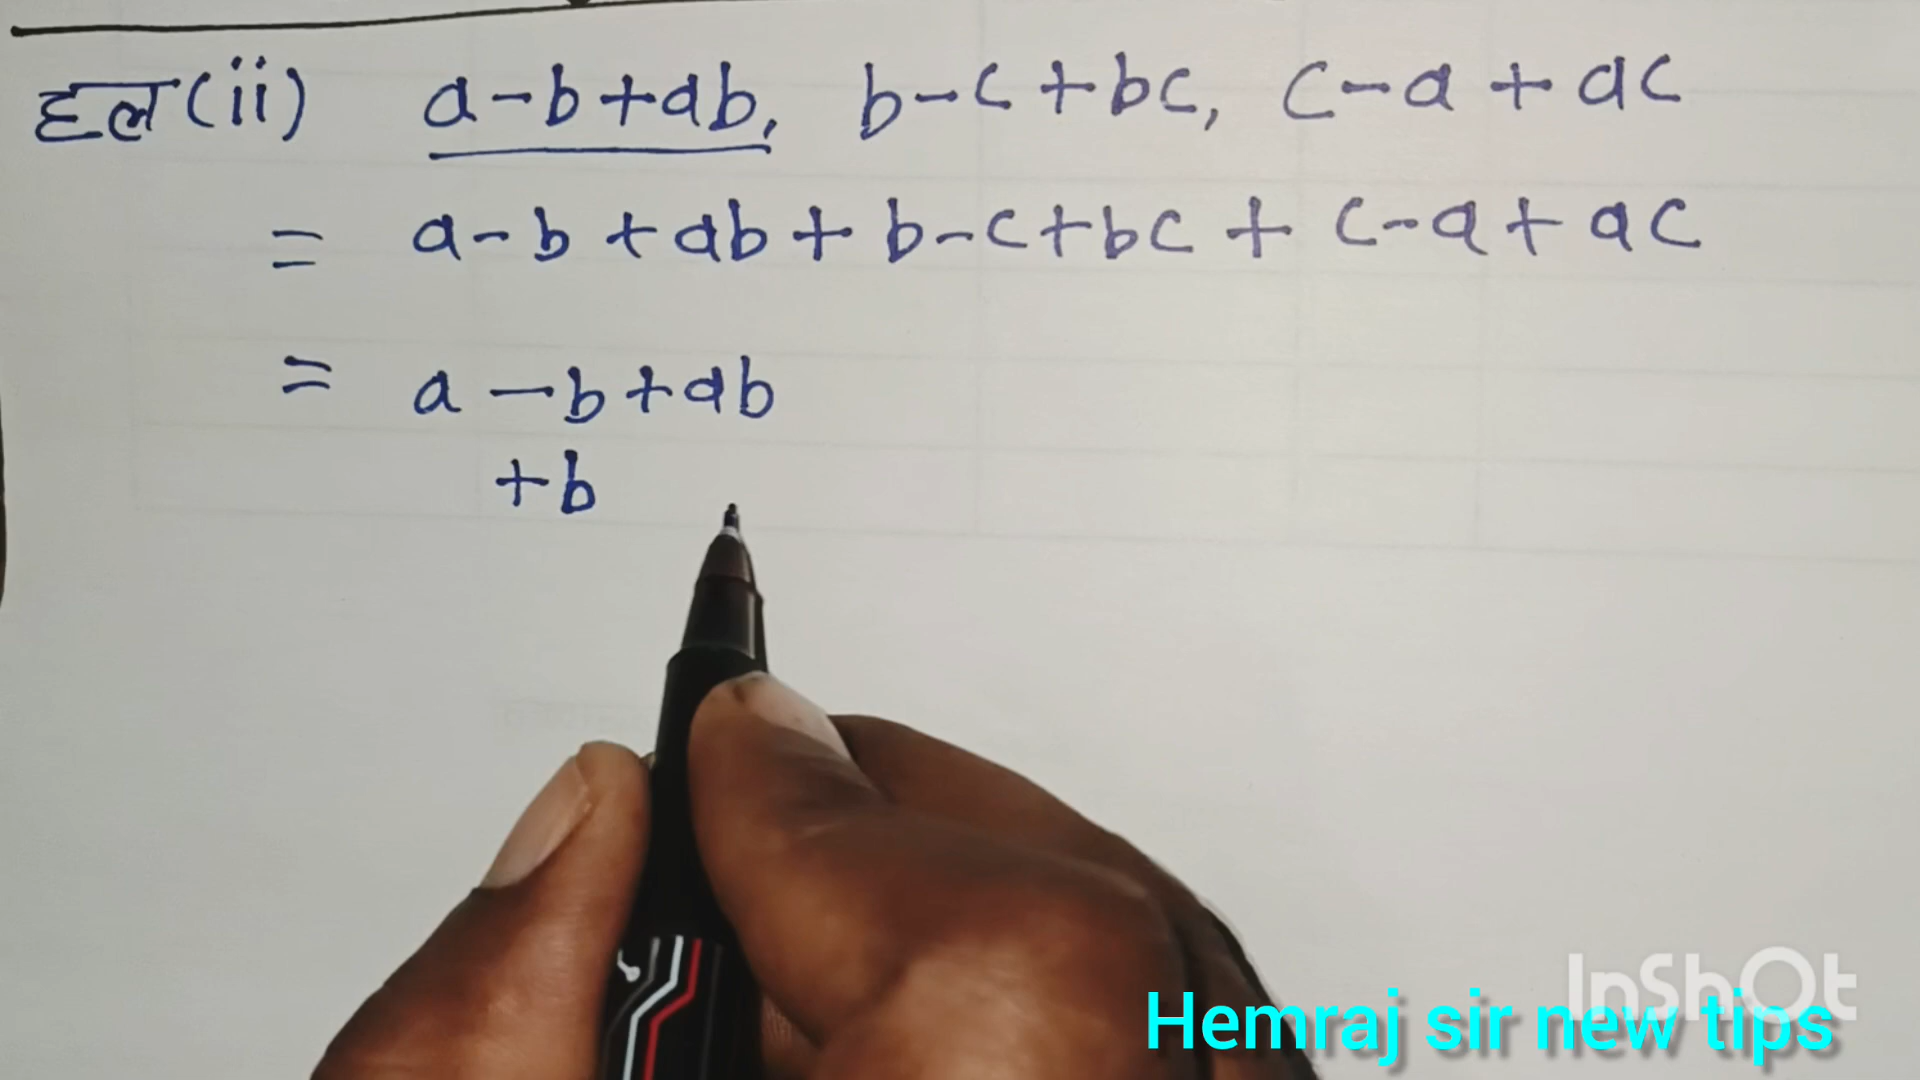 हल (ii) a-b+ab, b-c+bc, c-a+ac
= a-b+ab+b-c+bc+c-a+ac
= a-b+ab
+b
InShOt
Hemraj sir new tips